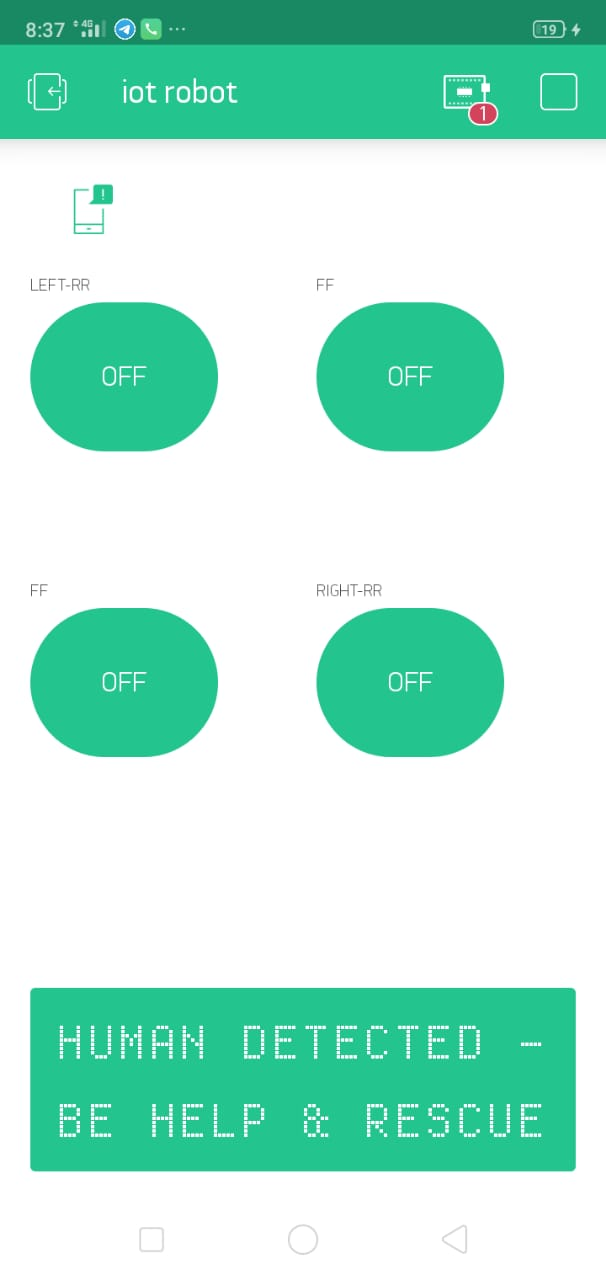 8:37 4G 19
iot robot
1
!
LEFT-RR FF
OFF OFF
FF RIGHT-RR
OFF OFF
HUMAN DETECTED -
BE HELP & RESCUE